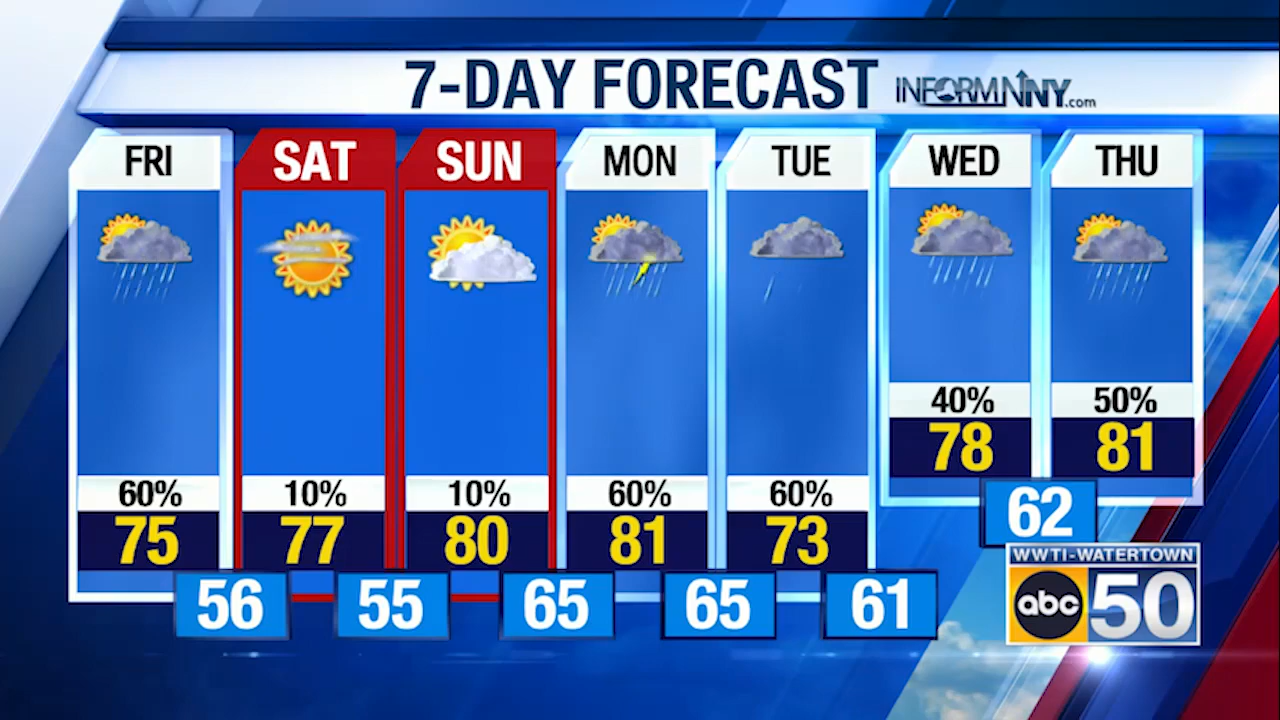 7-DAY FORECAST INFORMNNY.com
FRI SAT SUN MON TUE WED THU
40% 50%
78 81
60% 10% 10% 60% 60%
62
75 77 80 81 73
WWTI-WATERTOWN
56 55 65 65 61
abc 50